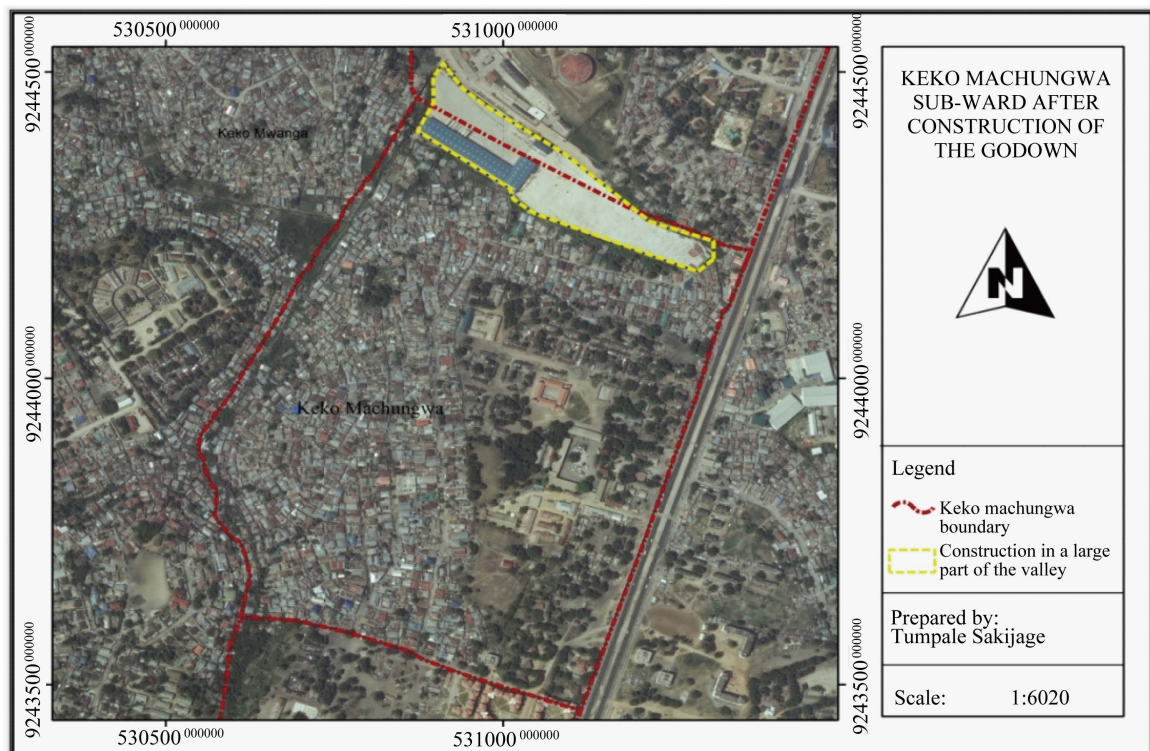 530500 000000
531000 000000
9244500 000000
9244500 000000
Keko Mwanga
9244000 000000
9244000 000000
Keko Machungwa
9243500 000000
9243500 000000
530500 000000
531000 000000
KEKO MACHUNGWA
SUB-WARD AFTER
CONSTRUCTION OF
THE GODOWN
N
Legend
Keko machungwa
boundary
Construction in a large
part of the valley
Prepared by:
Tumpale Sakijage
Scale: 1:6020